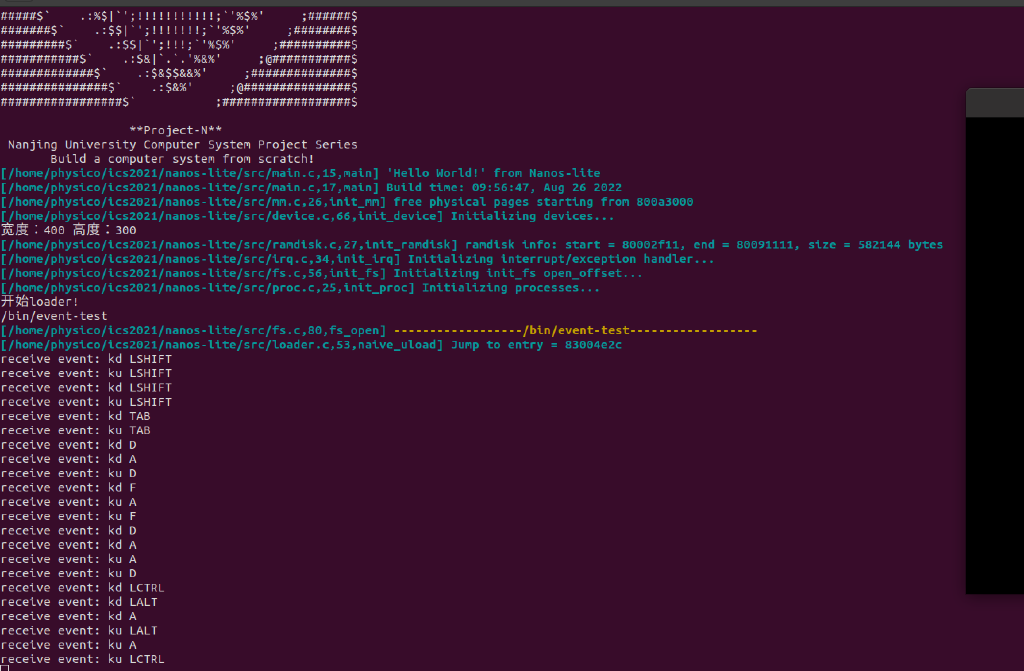 #####$`    .:%$|`';!!!!!!!!!!!;`'%$%'     ;######$
#######$`    .:$$|`';!!!!!!!;`'%$%'     ;########$
#########$`    .:$$|`';!!!;`'%$%'     ;##########$
###########$`    .:$&|`.`.'%&%'     ;@###########$
#############$`    .:$&$$&&%'     ;##############$
###############$`    .:$&%'     ;@###############$
#################$`            ;##################$
**Project-N**
Nanjing University Computer System Project Series
Build a computer system from scratch!
[/home/physico/ics2021/nanos-lite/src/main.c,15,main] 'Hello World!' from Nanos-lite
[/home/physico/ics2021/nanos-lite/src/main.c,17,main] Build time: 09:56:47, Aug 26 2022
[/home/physico/ics2021/nanos-lite/src/mm.c,26,init_mm] free physical pages starting from 800a3000
[/home/physico/ics2021/nanos-lite/src/device.c,66,init_device] Initializing devices...
宽度：400 高度：300
[/home/physico/ics2021/nanos-lite/src/ramdisk.c,27,init_ramdisk] ramdisk info: start = 80002f11, end = 80091111, size = 582144 bytes
[/home/physico/ics2021/nanos-lite/src/irq.c,34,init_irq] Initializing interrupt/exception handler...
[/home/physico/ics2021/nanos-lite/src/fs.c,56,init_fs] Initializing init_fs open_offset...
[/home/physico/ics2021/nanos-lite/src/proc.c,25,init_proc] Initializing processes...
开始loader!
/bin/event-test
[/home/physico/ics2021/nanos-lite/src/fs.c,80,fs_open] ------------------/bin/event-test------------------
[/home/physico/ics2021/nanos-lite/src/loader.c,53,naive_uload] Jump to entry = 83004e2c
receive event: kd LSHIFT
receive event: ku LSHIFT
receive event: kd LSHIFT
receive event: ku LSHIFT
receive event: kd TAB
receive event: ku TAB
receive event: kd D
receive event: kd A
receive event: ku D
receive event: kd F
receive event: ku A
receive event: ku F
receive event: kd D
receive event: kd A
receive event: ku A
receive event: ku D
receive event: kd LCTRL
receive event: kd LALT
receive event: kd A
receive event: ku LALT
receive event: ku A
receive event: ku LCTRL